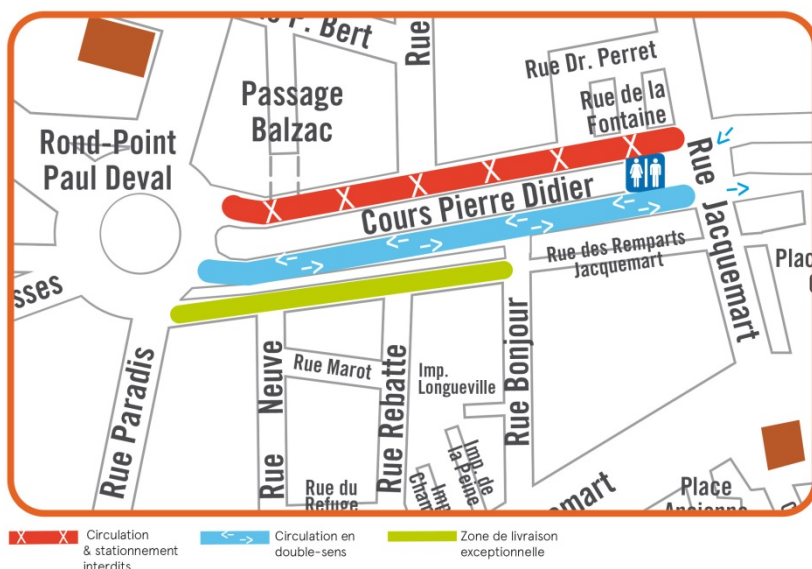 P. Bert
Rue
Rue Dr. Perret
Passage
Balzac
Rue de la
Fontaine
Rond-Point
Paul Deval
Cours Pierre Didier
Rue Jacquemart
Rue des Remparts
Jacquemart
sses
Rue Paradis
Rue Neuve
Rue Marot
Rue Rebatte
Imp.
Longueville
Rue Bonjour
Imp. de
la Peine
Rue du
Refuge
Place
Circulation
& stationnement
interdits
Circulation en
double-sens
Zone de livraison
exceptionnelle